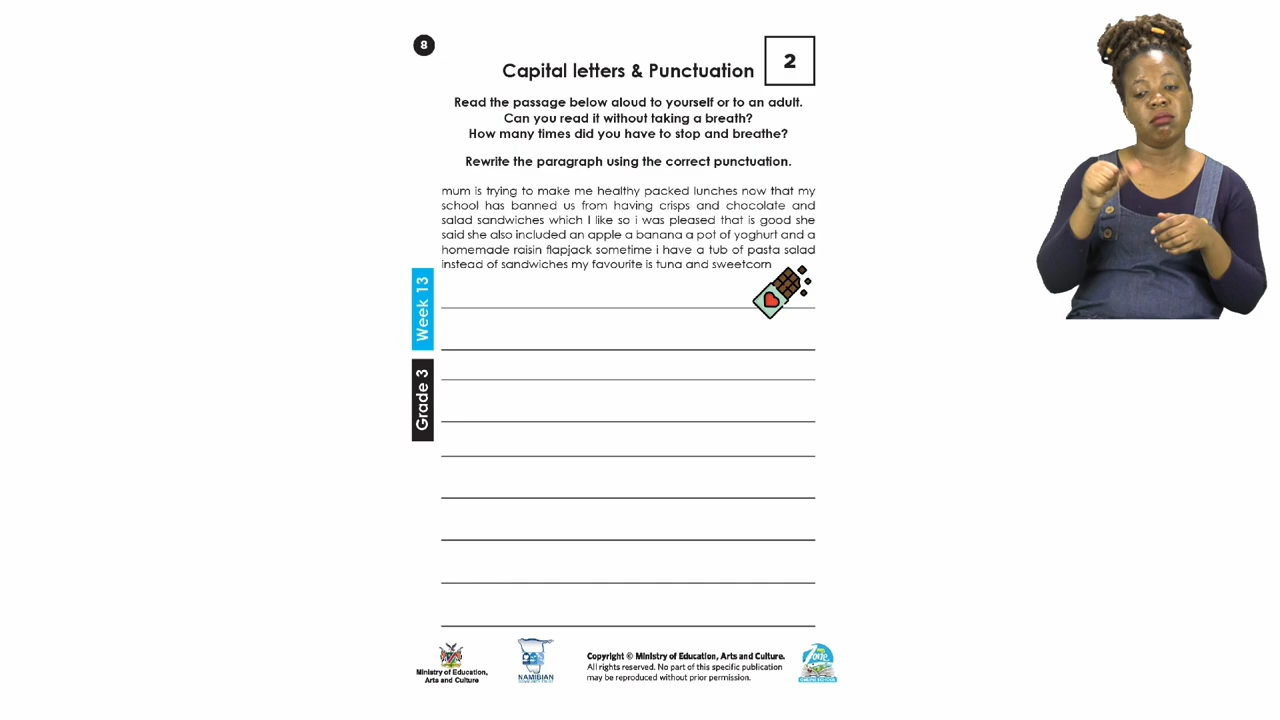 8
Capital letters & Punctuation
2
Read the passage below aloud to yourself or to an adult.
Can you read it without taking a breath?
How many times did you have to stop and breathe?
Rewrite the paragraph using the correct punctuation.
mum is trying to make me healthy packed lunches now that my
school has banned us from having crisps and chocolate and
salad sandwiches which I like so i was pleased that is good she
said she also included an apple a banana a pot of yoghurt and a
homemade raisin flapjack sometime i have a tub of pasta salad
instead of sandwiches my favourite is tuna and sweetcorn
Week 13
Grade 3
Ministry of Education,
Arts and Culture
NAMIBIAN
Copyright © Ministry of Education, Arts and Culture.
All rights reserved. No part of this specific publication
may be reproduced without prior permission.
Zone
ONLINE SCHOOL